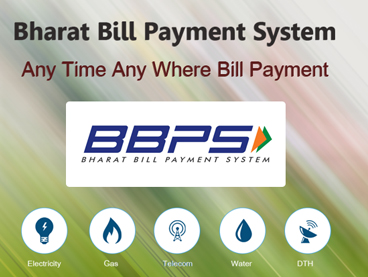 Bharat Bill Payment System
Any Time Any Where Bill Payment
BBPS
BHARAT BILL PAYMENT SYSTEM
Electricity Gas Telecom Water DTH